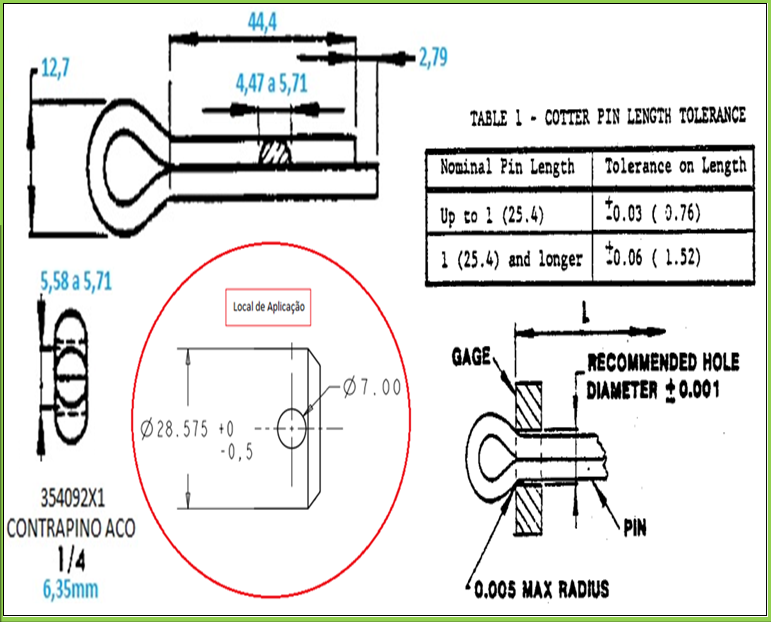 44,4
2,79
12,7
4,47 a 5,71
TABLE 1 - COTTER PIN LENGTH TOLERANCE
Nominal Pin Length Tolerance on Length
Up to 1 (25.4) ±0.03 ( 0.76)
1 (25.4) and longer ±0.06 ( 1.52)
5,58 a 5,71
Local de Aplicação
Ø7.00
Ø28.575 +0
-0,5
L
GAGE
RECOMMENDED HOLE
DIAMETER ± 0.001
PIN
0.005 MAX RADIUS
354092X1
CONTRAPINO ACO
1/4
6,35mm